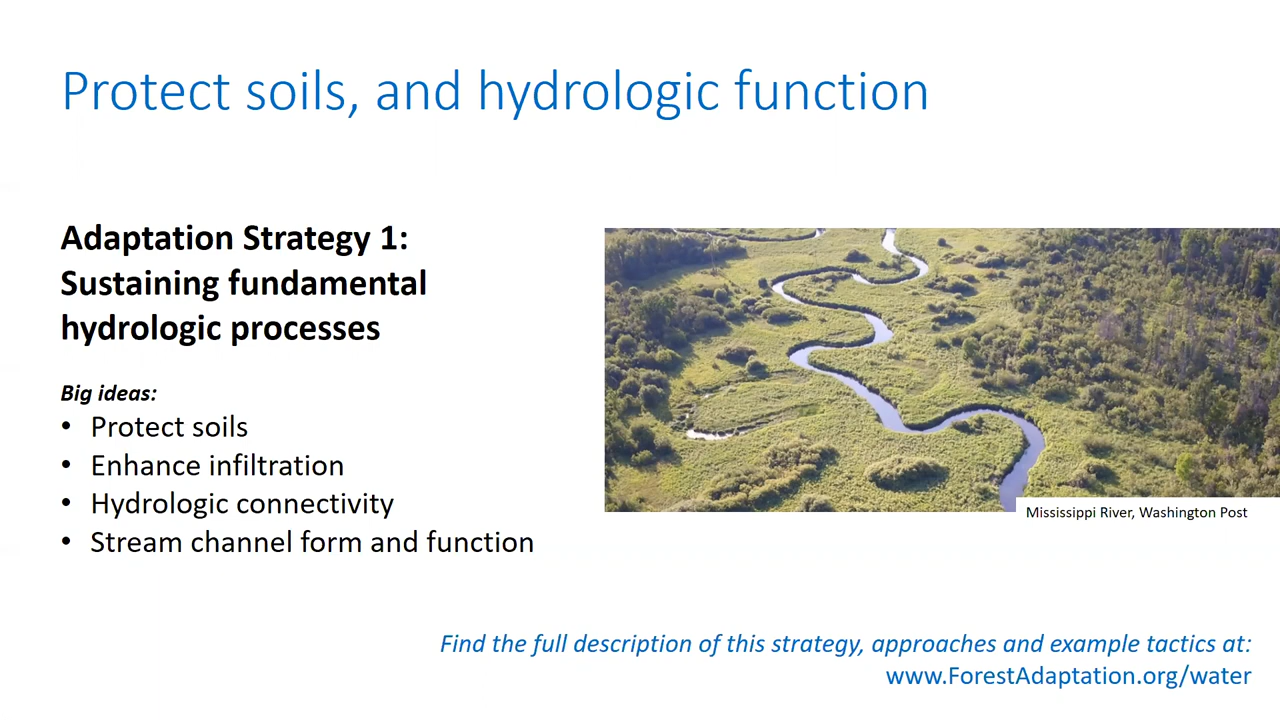 Protect soils, and hydrologic function
Adaptation Strategy 1:
Sustaining fundamental
hydrologic processes
Big ideas:
• Protect soils
• Enhance infiltration
• Hydrologic connectivity
• Stream channel form and function
Mississippi River, Washington Post
Find the full description of this strategy, approaches and example tactics at:
www.ForestAdaptation.org/water